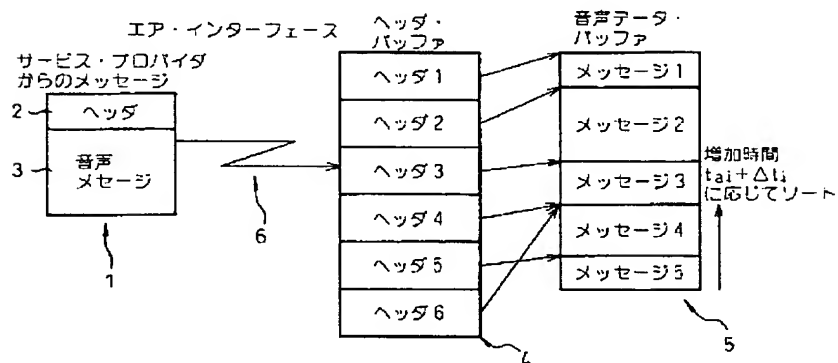 エア・インターフェース
サービス・プロバイダ
からのメッセージ
2
ヘッダ
3
音声
メセージ
1
6
ヘッダ・
バッファ
ヘッダ1
ヘッダ2
ヘッダ3
ヘッダ4
ヘッダ5
ヘッダ6
4
音声データ・
バッファ
メッセージ1
メッセージ2
メッセージ3
メッセージ4
メッセージ5
増加時間
tai+Δti
に応じてソート
5